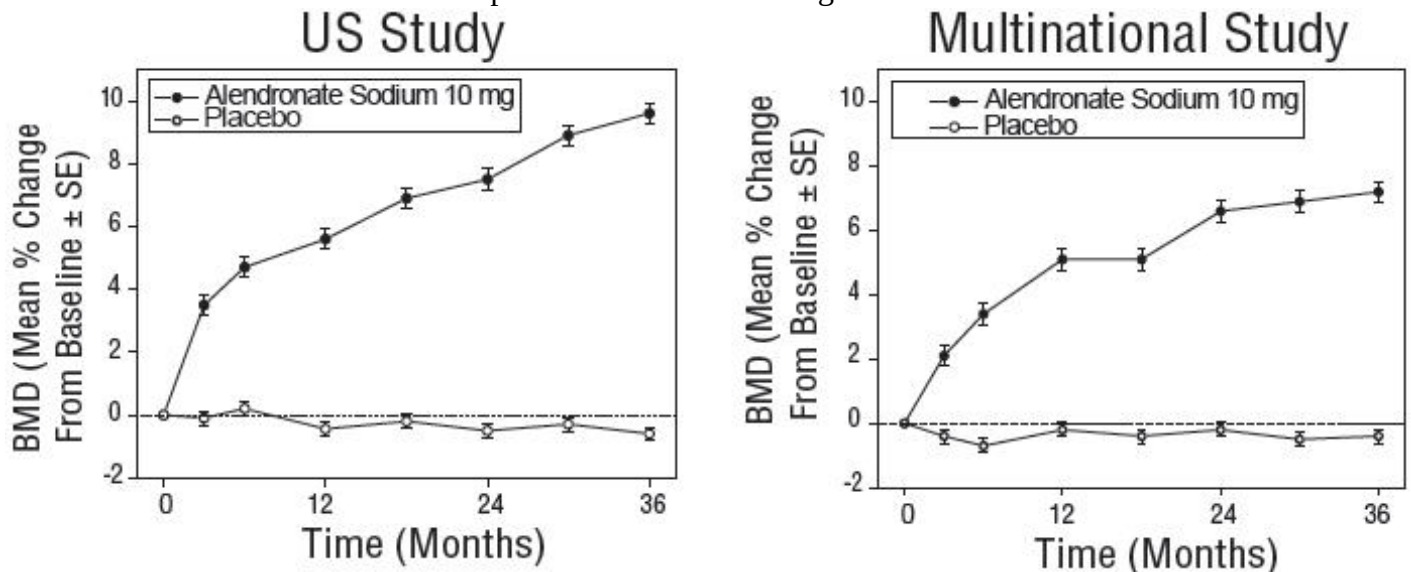 US Study
Alendronate Sodium 10 mg
Placebo
BMD (Mean % Change
From Baseline ± SE)
10
8
6
4
2
0
-2
0 12 24 36
Time (Months)
Multinational Study
Alendronate Sodium 10 mg
Placebo
BMD (Mean % Change
From Baseline ± SE)
10
8
6
4
2
0
-2
0 12 24 36
Time (Months)